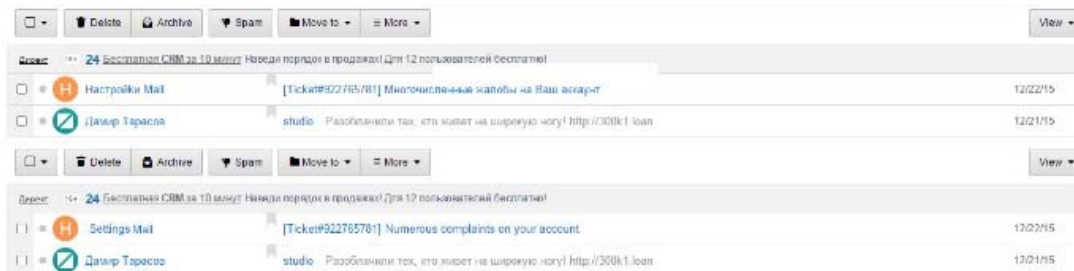 Delete Archive Spam Move to More View
Директ 24 Бесплатная CRM за 10 минут Наведи порядок в продажах! Для 12 пользователей бесплатно!
Н Настройки Mail [Ticket#922765781] Многочисленные жалобы на Ваш аккаунт 12/22/15
Дамир Тарасов studio Разоблачили тех, кто живет на широкую ногу! http://300k1.loan 12/21/15
Delete Archive Spam Move to More View
Директ 24 Бесплатная CRM за 10 минут Наведи порядок в продажах! Для 12 пользователей бесплатно!
Н Settings Mail [Ticket#922765781] Numerous complaints on your account 12/22/15
Дамир Тарасов studio Разоблачили тех, кто живет на широкую ногу! http://300k1.loan 12/21/15